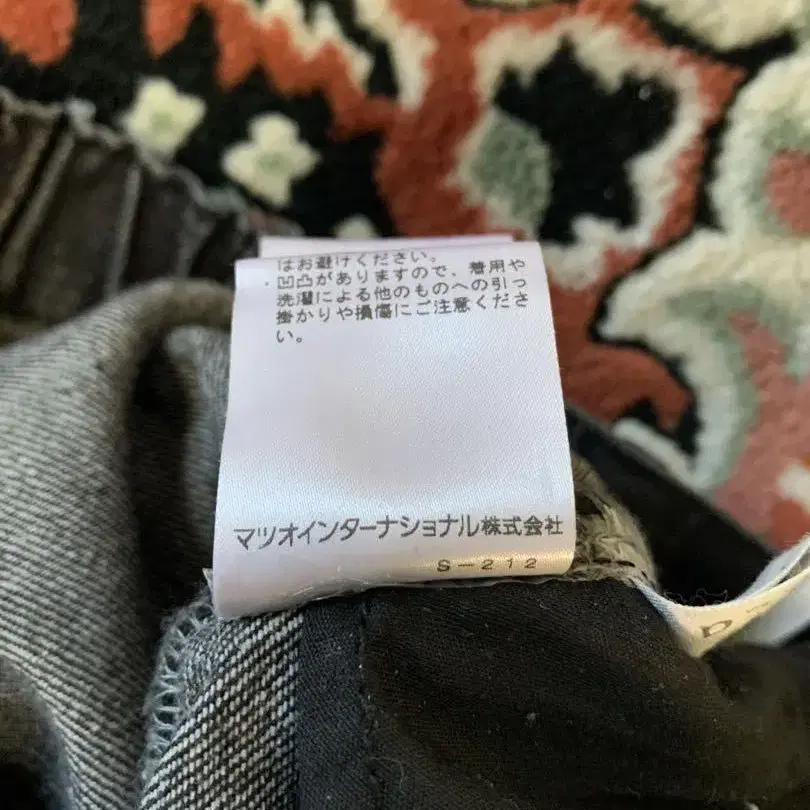 はお避けください。
・凹凸がありますので、着用や
洗濯による他のものへの引っ
掛かりや損傷にご注意くださ
い。
マツオインターナショナル株式会社
S-212
D